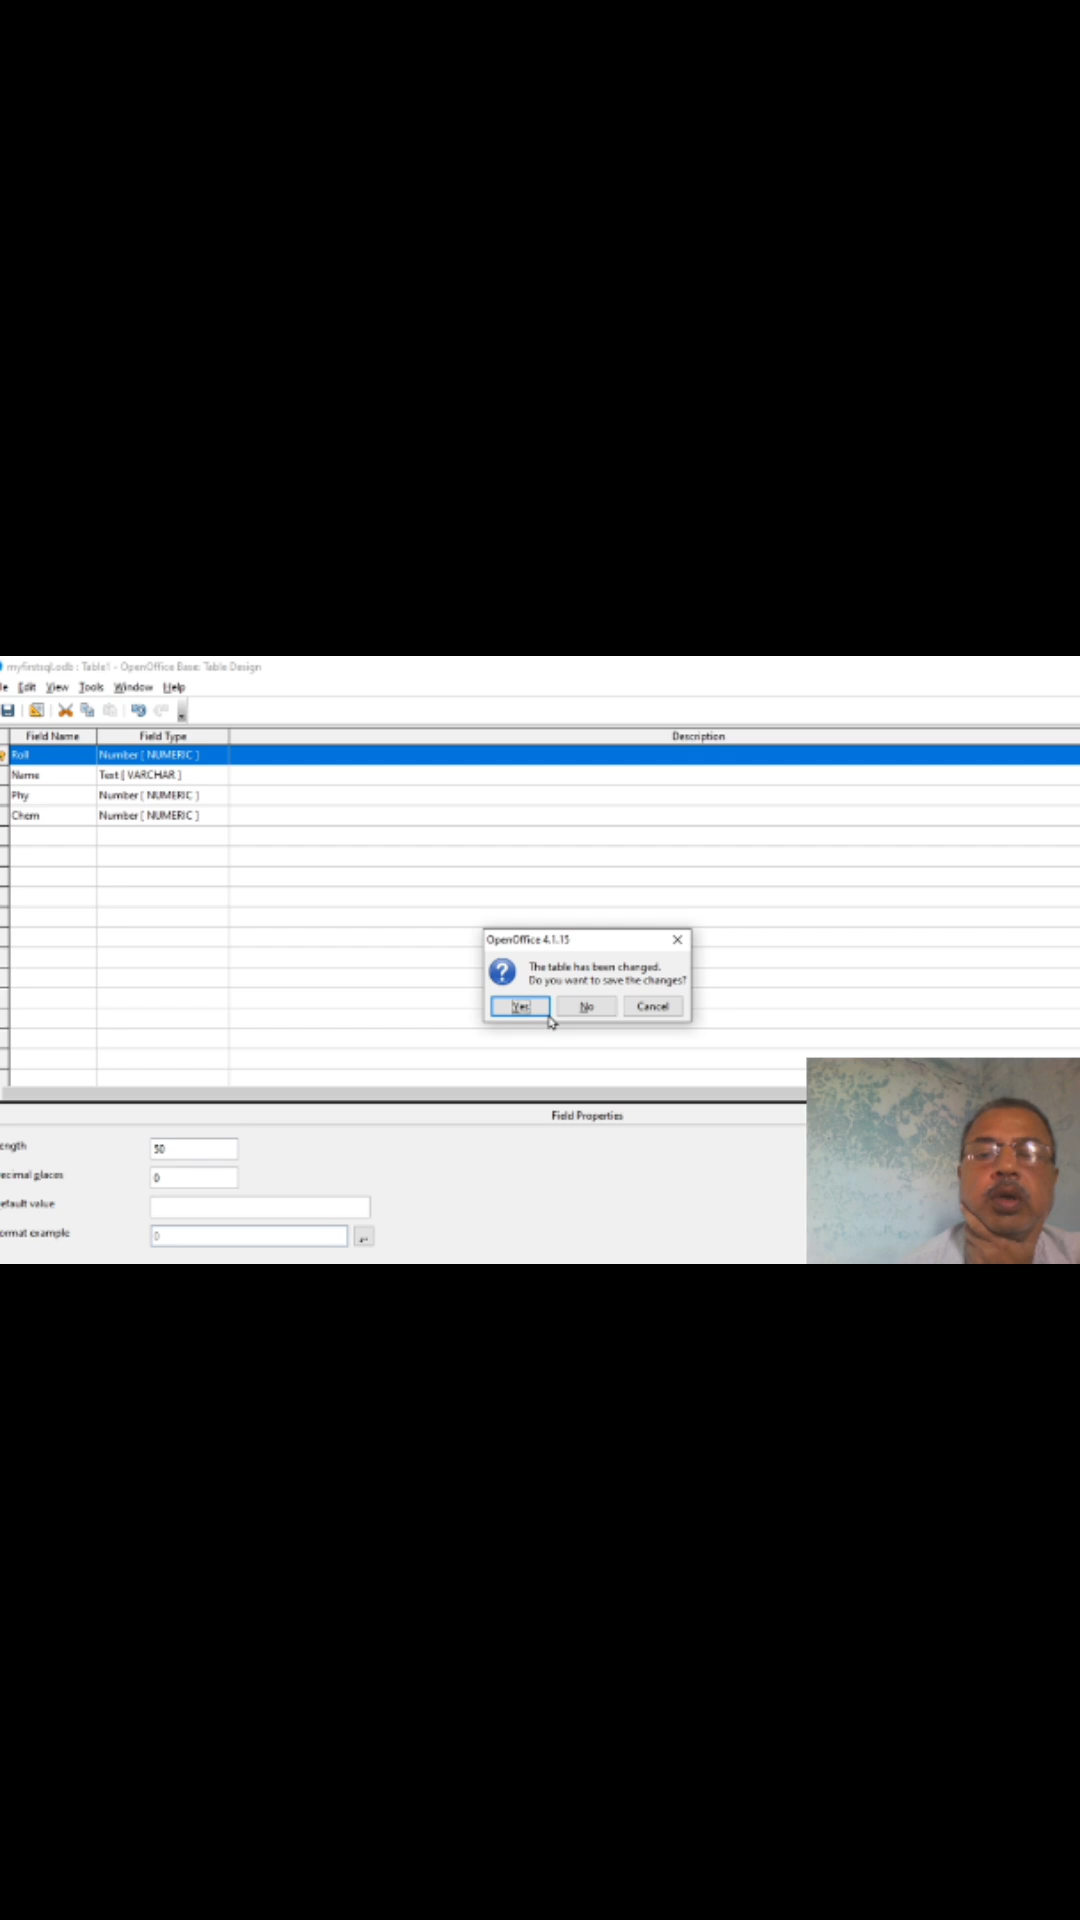 myfirstsql.odb : Table1 - OpenOffice Base: Table Design
le Edit View Tools Window Help
Field Name Field Type Description
Roll Number [ NUMERIC ]
Name Text [ VARCHAR ]
Phy Number [ NUMERIC ]
Chem Number [ NUMERIC ]
OpenOffice 4.1.15
The table has been changed.
Do you want to save the changes?
Yes No Cancel
Field Properties
ength 50
ecimal places 0
efault value
ormat example 0
...